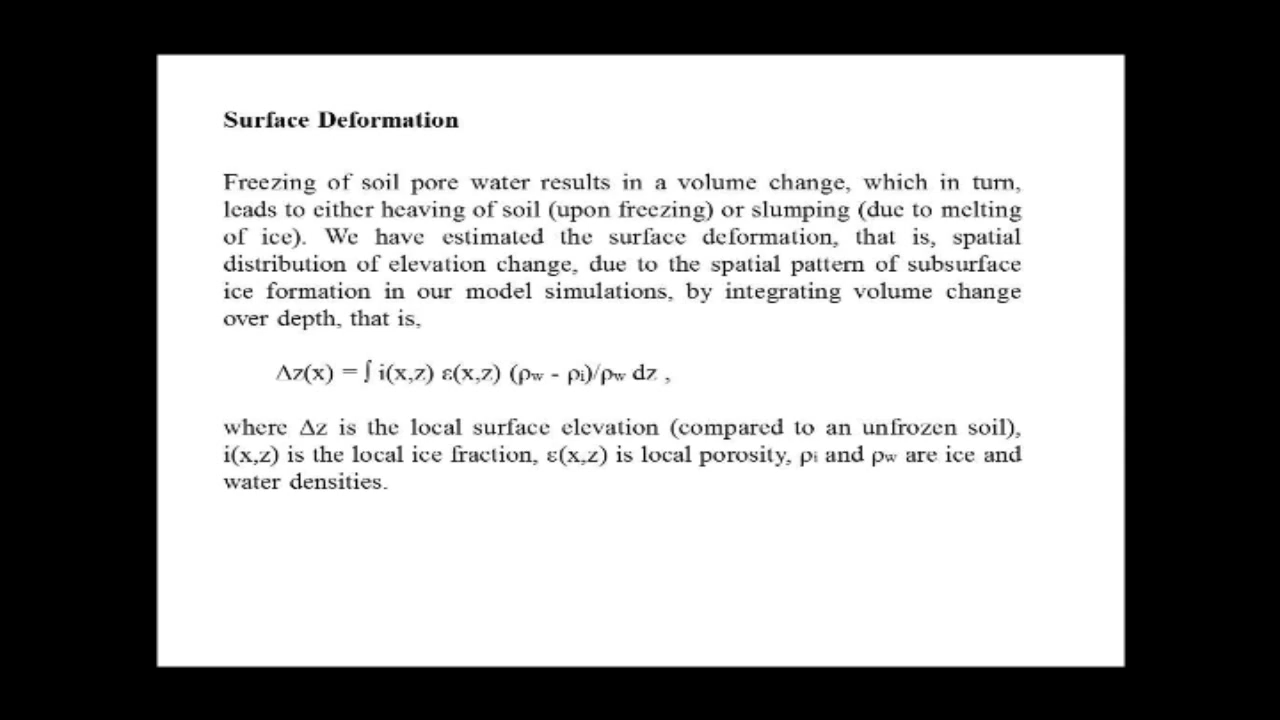 Surface Deformation
Freezing of soil pore water results in a volume change, which in turn,
leads to either heaving of soil (upon freezing) or slumping (due to melting
of ice). We have estimated the surface deformation, that is, spatial
distribution of elevation change, due to the spatial pattern of subsurface
ice formation in our model simulations, by integrating volume change
over depth, that is,
Δz(x) = ∫ i(x,z) ε(x,z) (ρw - ρi)/ρw dz ,
where Δz is the local surface elevation (compared to an unfrozen soil),
i(x,z) is the local ice fraction, ε(x,z) is local porosity, ρi and ρw are ice and
water densities.